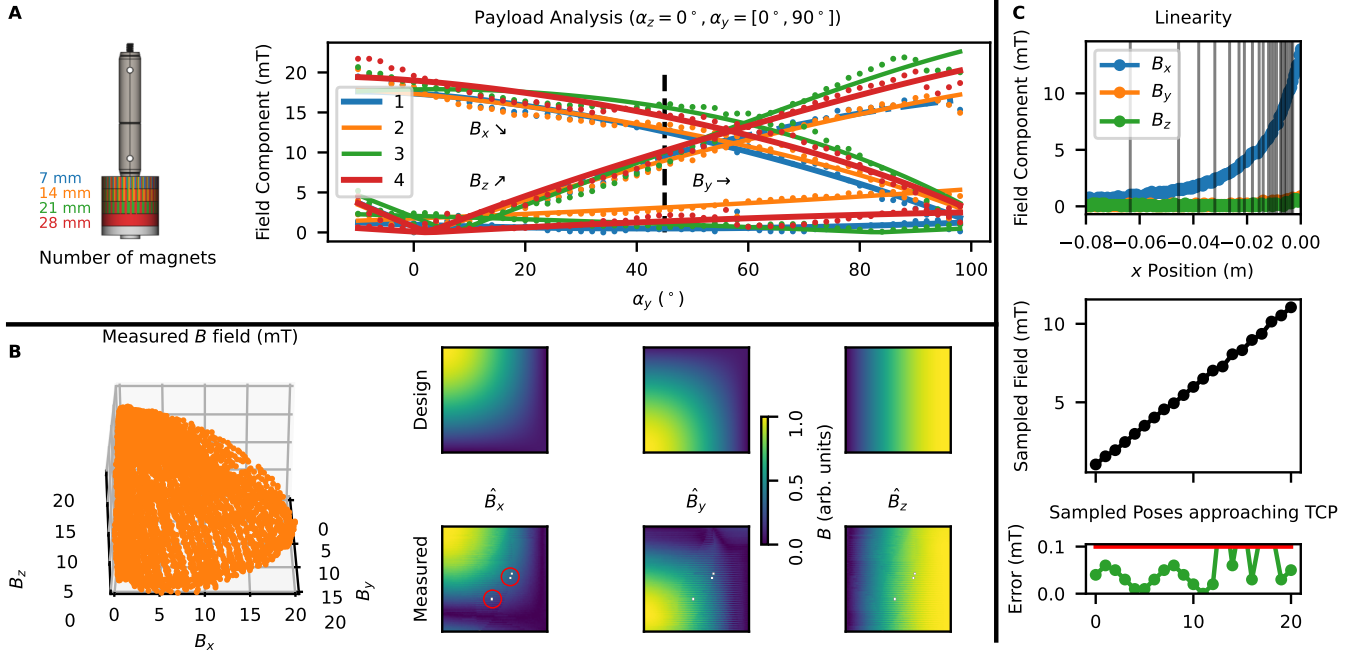 A
Payload Analysis (α_z = 0°, α_y = [0°, 90°])
7 mm
14 mm
21 mm
28 mm
Number of magnets
Field Component (mT)
20
15
10
5
0
1
2
3
4
B_x ↘
B_z ↗
B_y →
0
20
40
60
80
100
α_y (°)
B
Measured B field (mT)
B_z
20
15
10
5
0
0
5
10
15
20
B_x
0
5
10
15
20
B_y
Design
B̂_x
B̂_y
B̂_z
Measured
0.0
0.5
1.0
B (arb. units)
C
Linearity
Field Component (mT)
10
5
0
B_x
B_y
B_z
−0.08
−0.06
−0.04
−0.02
0.00
x Position (m)
Sampled Field (mT)
10
5
Sampled Poses approaching TCP
Error (mT)
0.1
0.0
0
10
20